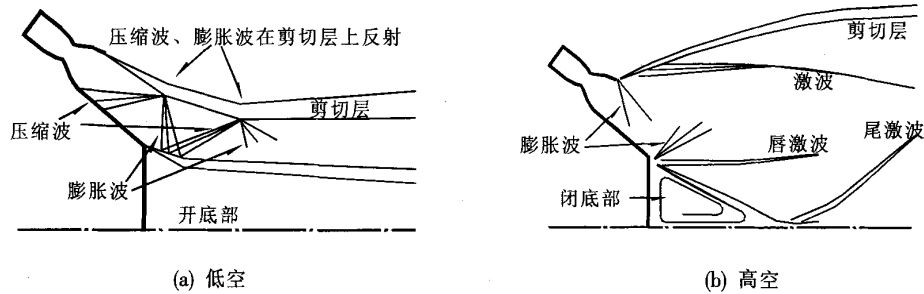 压缩波、膨胀波在剪切层上反射
剪切层
压缩波
膨胀波
开底部
(a) 低空
剪切层
激波
膨胀波
唇激波
尾激波
闭底部
(b) 高空